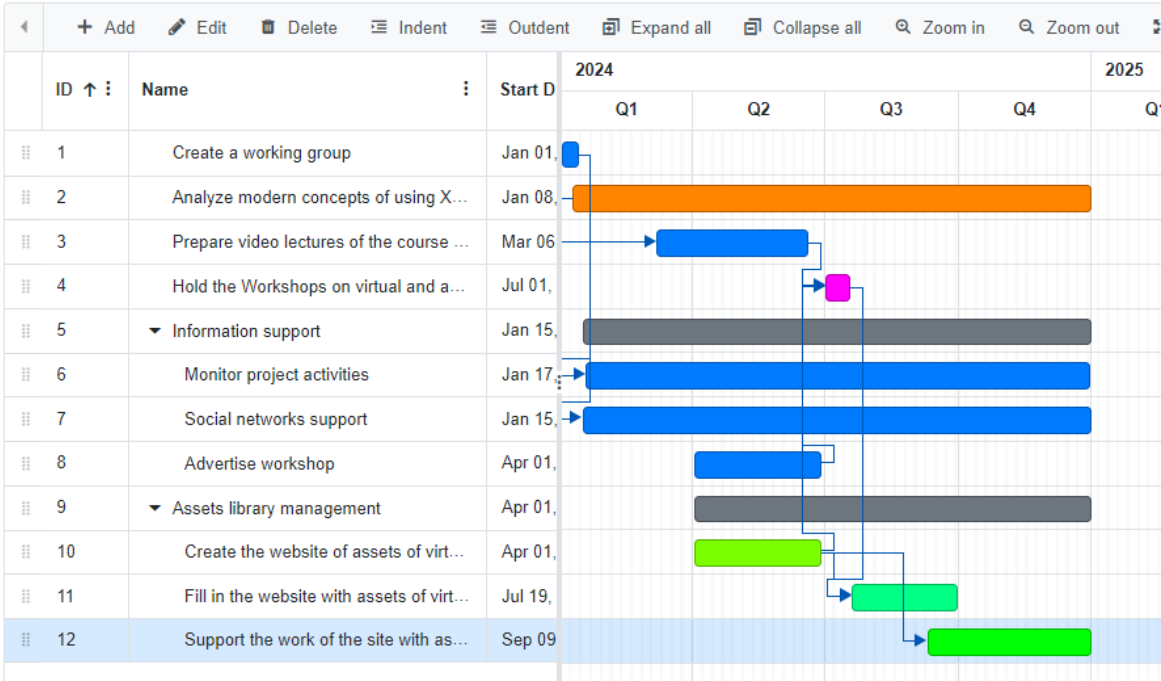 Add Edit Delete Indent Outdent Expand all Collapse all Zoom in Zoom out
2024 2025
ID Name Start D
Q1 Q2 Q3 Q4
1 Create a working group Jan 01,
2 Analyze modern concepts of using X... Jan 08,
3 Prepare video lectures of the course ... Mar 06
4 Hold the Workshops on virtual and a... Jul 01,
5 Information support Jan 15,
6 Monitor project activities Jan 17,
7 Social networks support Jan 15,
8 Advertise workshop Apr 01,
9 Assets library management Apr 01,
10 Create the website of assets of virt... Apr 01,
11 Fill in the website with assets of virt... Jul 19,
12 Support the work of the site with as... Sep 09